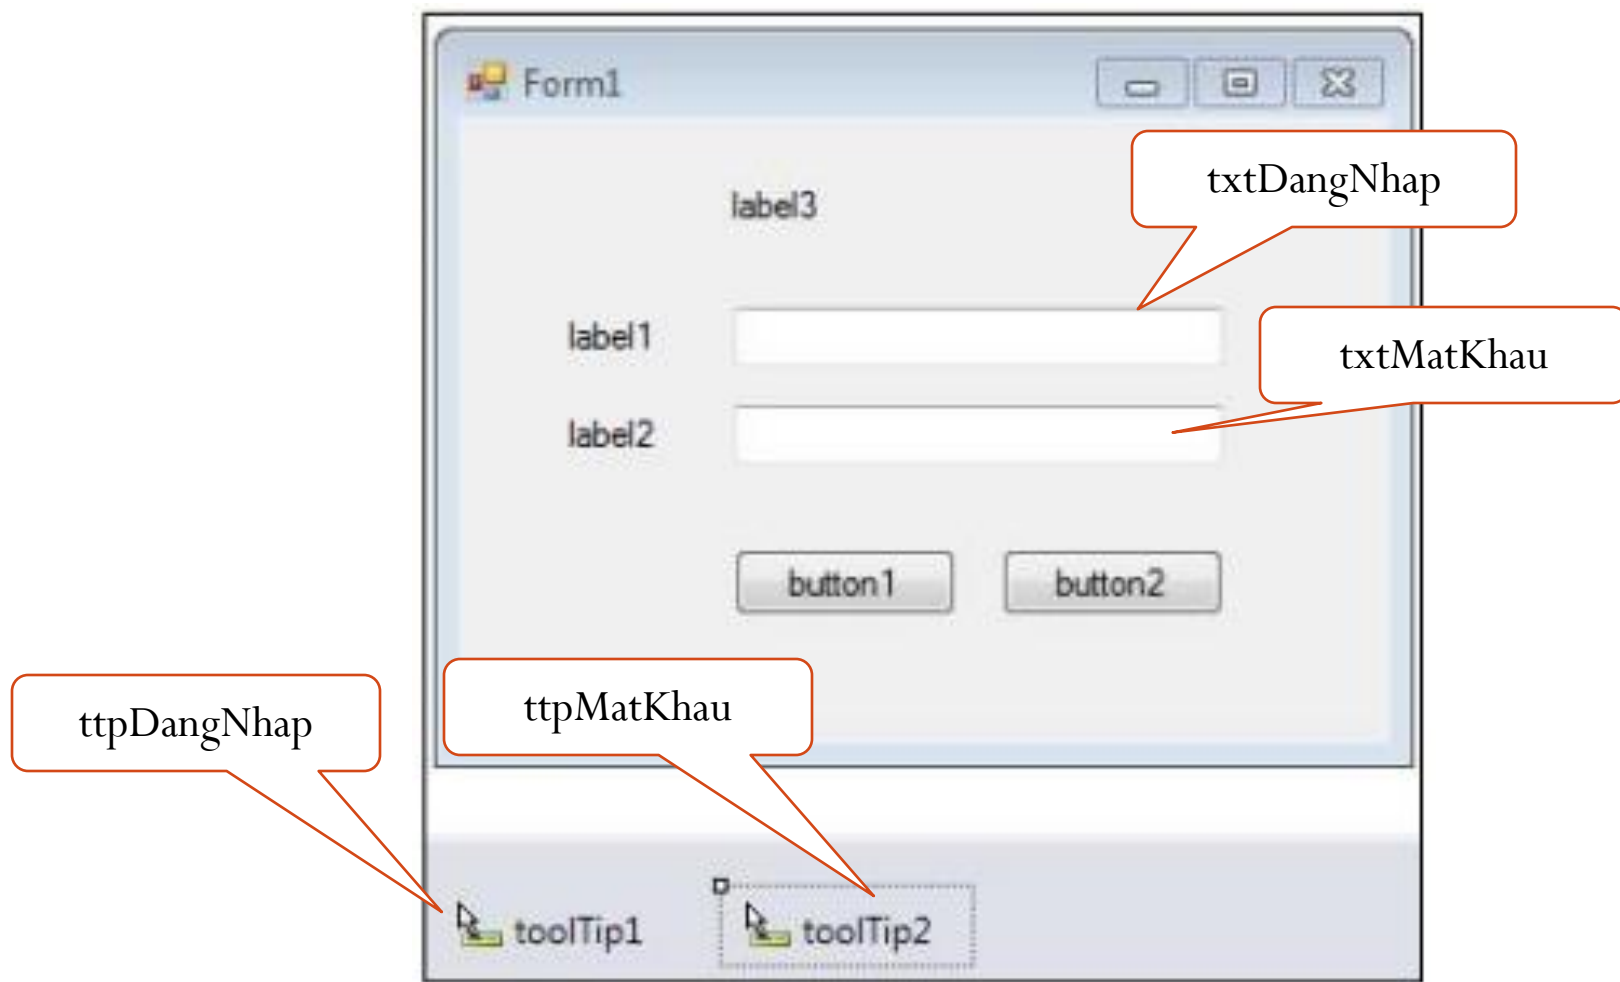 Form1
txtDangNhap
label3
label1
txtMatKhau
label2
button1 button2
ttpDangNhap
ttpMatKhau
toolTip1 toolTip2